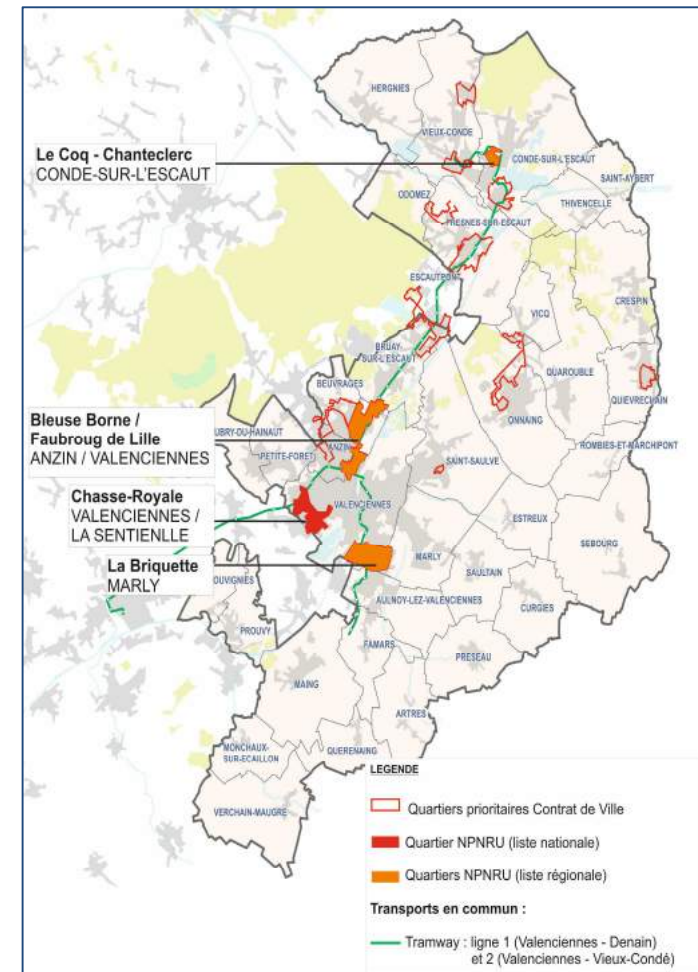 HERGNIES
VIEUX-CONDE
Le Coq - Chanteclerc
CONDE-SUR-L'ESCAUT
CONDE-SUR-L'ESCAUT
SAINT-AYBERT
ODOMEZ
THIVENCELLE
FRESNES-SUR-ESCAUT
ESCAUTPONT
CRESPIN
VICQ
BRUAY-
SUR-L'ESCAUT
QUAROUBLE
BEUVRAGES
QUIEVRECHAIN
Bleuse Borne /
Faubroug de Lille
ANZIN / VALENCIENNES
ONNAING
UBRY-DU-HAINAUT
ANZIN
ROMBIES-ET-MARCHIPONT
PETITE-FORET
SAINT-SAULVE
Chasse-Royale
VALENCIENNES /
LA SENTIENLLE
VALENCIENNES
ESTREUX
SEBOURG
La Briquette
MARLY
MARLY
SAULTAIN
OUVIGNIES
AULNOY-LEZ-VALENCIENNES
CURGIES
PROUVY
FAMARS
PRESEAU
MAING
ARTRES
MONCHAUX-
SUR-ECAILLON
QUERENAING
VERCHAIN-MAUGRE
LEGENDE
Quartiers prioritaires Contrat de Ville
Quartier NPNRU (liste nationale)
Quartiers NPNRU (liste régionale)
Transports en commun :
Tramway : ligne 1 (Valenciennes - Denain)
et 2 (Valenciennes - Vieux-Condé)